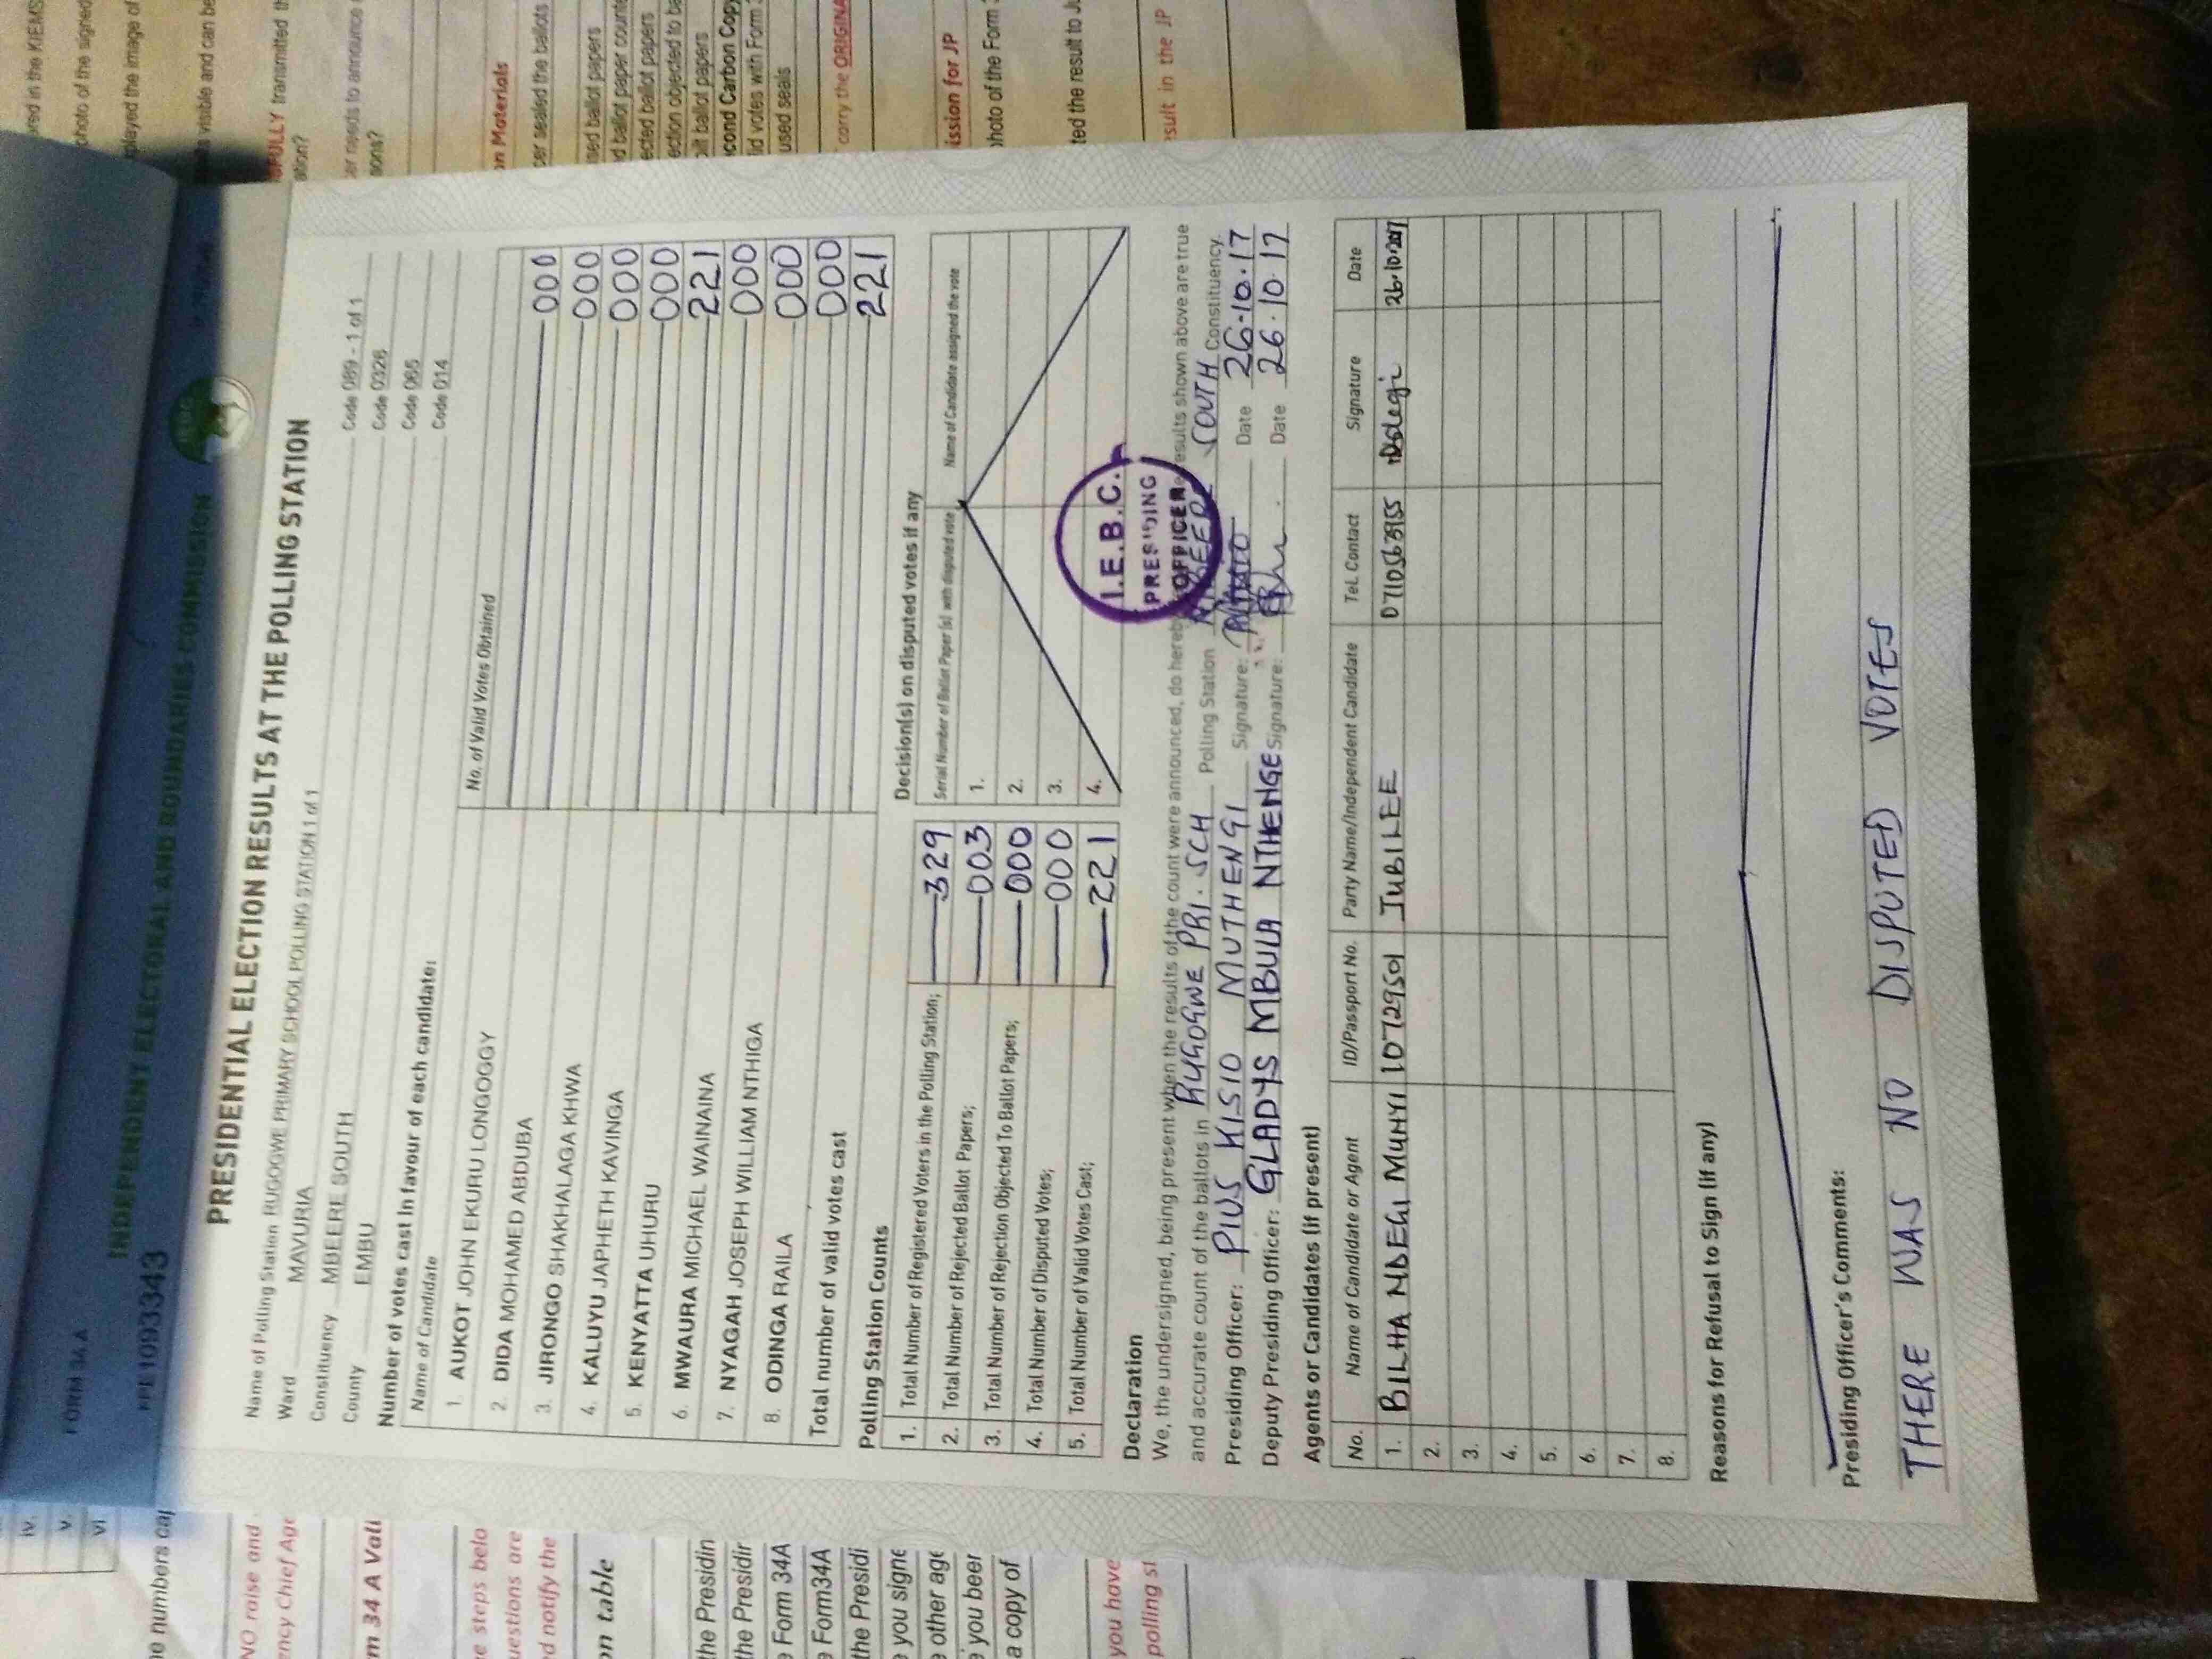 FORM 34 A
INDEPENDENT ELECTORAL AND BOUNDARIES COMMISSION
PRESIDENTIAL ELECTION RESULTS AT THE POLLING STATION
Name of Polling Station RUGOGWE PRIMARY SCHOOL POLLING STATION 1 of 1 Code 089 - 1 of 1
Ward MAVURIA Code 0326
Constituency MBEERE SOUTH Code 065
County EMBU Code 014
Number of votes cast in favour of each candidate:
Name of Candidate No. of Valid Votes Obtained
1. AUKOT JOHN EKURU LONGOGGY 000
2. DIDA MOHAMED ABDUBA 000
3. JIRONGO SHAKHALAGA KHWA 000
4. KALUYU JAPHETH KAVINGA 000
5. KENYATTA UHURU 221
6. MWAURA MICHAEL WAINAINA 000
7. NYAGAH JOSEPH WILLIAM NTHIGA 000
8. ODINGA RAILA 000
Total number of valid votes cast 221
Polling Station Counts
1. Total Number of Registered Voters in the Polling Station; 329
2. Total Number of Rejected Ballot Papers; 003
3. Total Number of Rejection Objected To Ballot Papers; 000
4. Total Number of Disputed Votes; 000
5. Total Number of Valid Votes Cast; 221
Decision(s) on disputed votes if any
Serial Number of Ballot Paper (s) with disputed vote Name of Candidate assigned the vote
1.
2.
3.
4.
I.E.B.C.
PRESIDING
OFFICER
Declaration
We, the undersigned, being present when the results of the count were announced, do hereby results shown above are true
and accurate count of the ballots in RUGOGWE PRI. SCH Polling Station MBEERE SOUTH Constituency.
Presiding Officer: PIUS KISIO MUTHENGI Signature: Date 26.10.17
Deputy Presiding Officer: GLADYS MBULA NTHENGE Signature: Date 26.10.17
Agents or Candidates (if present)
No. Name of Candidate or Agent ID/Passport No. Party Name/Independent Candidate Tel. Contact Signature Date
1. BILHA NDEGI MUNYI 10729501 JUBILEE 0710563955 26.10.2017
2.
3.
4.
5.
6.
7.
8.
Reasons for Refusal to Sign (if any)
Presiding Officer's Comments:
THERE WAS NO DISPUTED VOTES